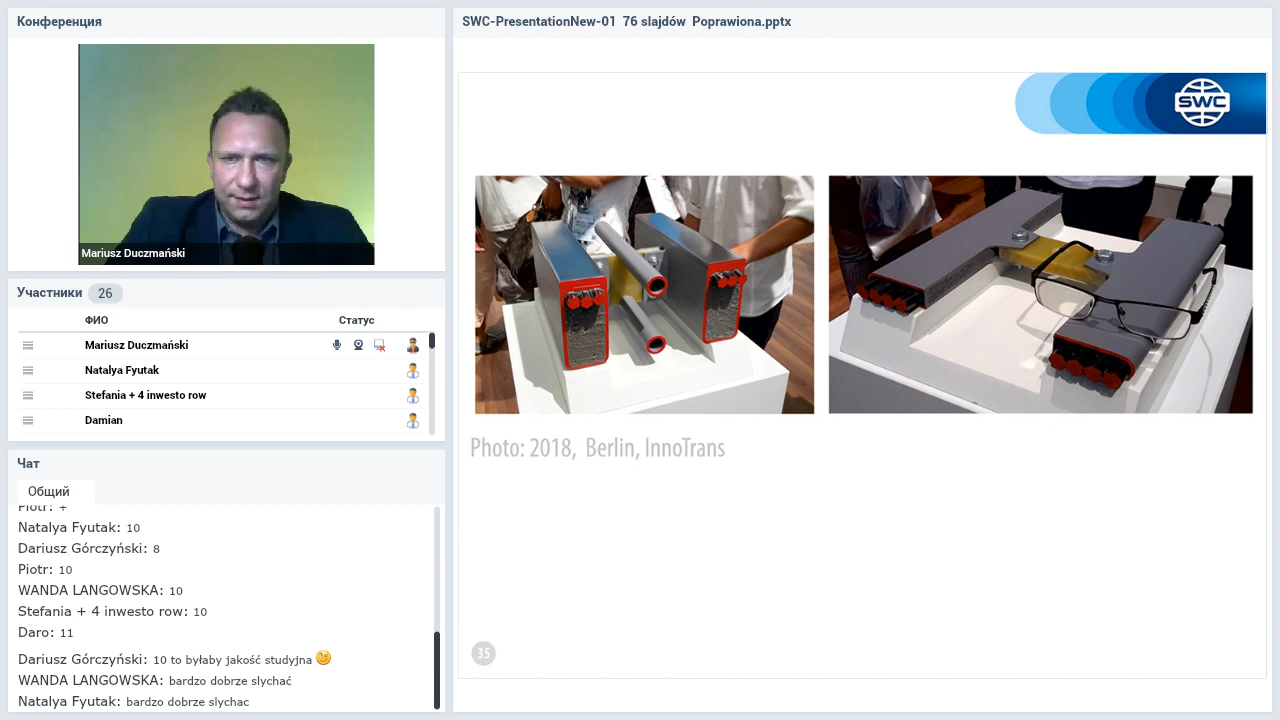 Конференция
Mariusz Duczmański
Участники 26
ФИО Статус
Mariusz Duczmański
Natalya Fyutak
Stefania + 4 inwesto row
Damian
Чат
Общий
Piotr: +
Natalya Fyutak: 10
Dariusz Górczyński: 8
Piotr: 10
WANDA LANGOWSKA: 10
Stefania + 4 inwesto row: 10
Daro: 11
Dariusz Górczyński: 10 to byłaby jakość studyjna
WANDA LANGOWSKA: bardzo dobrze slychać
Natalya Fyutak: bardzo dobrze slychac
SWC-PresentationNew-01 76 slajdów Poprawiona.pptx
SWC
Photo: 2018, Berlin, InnoTrans
35